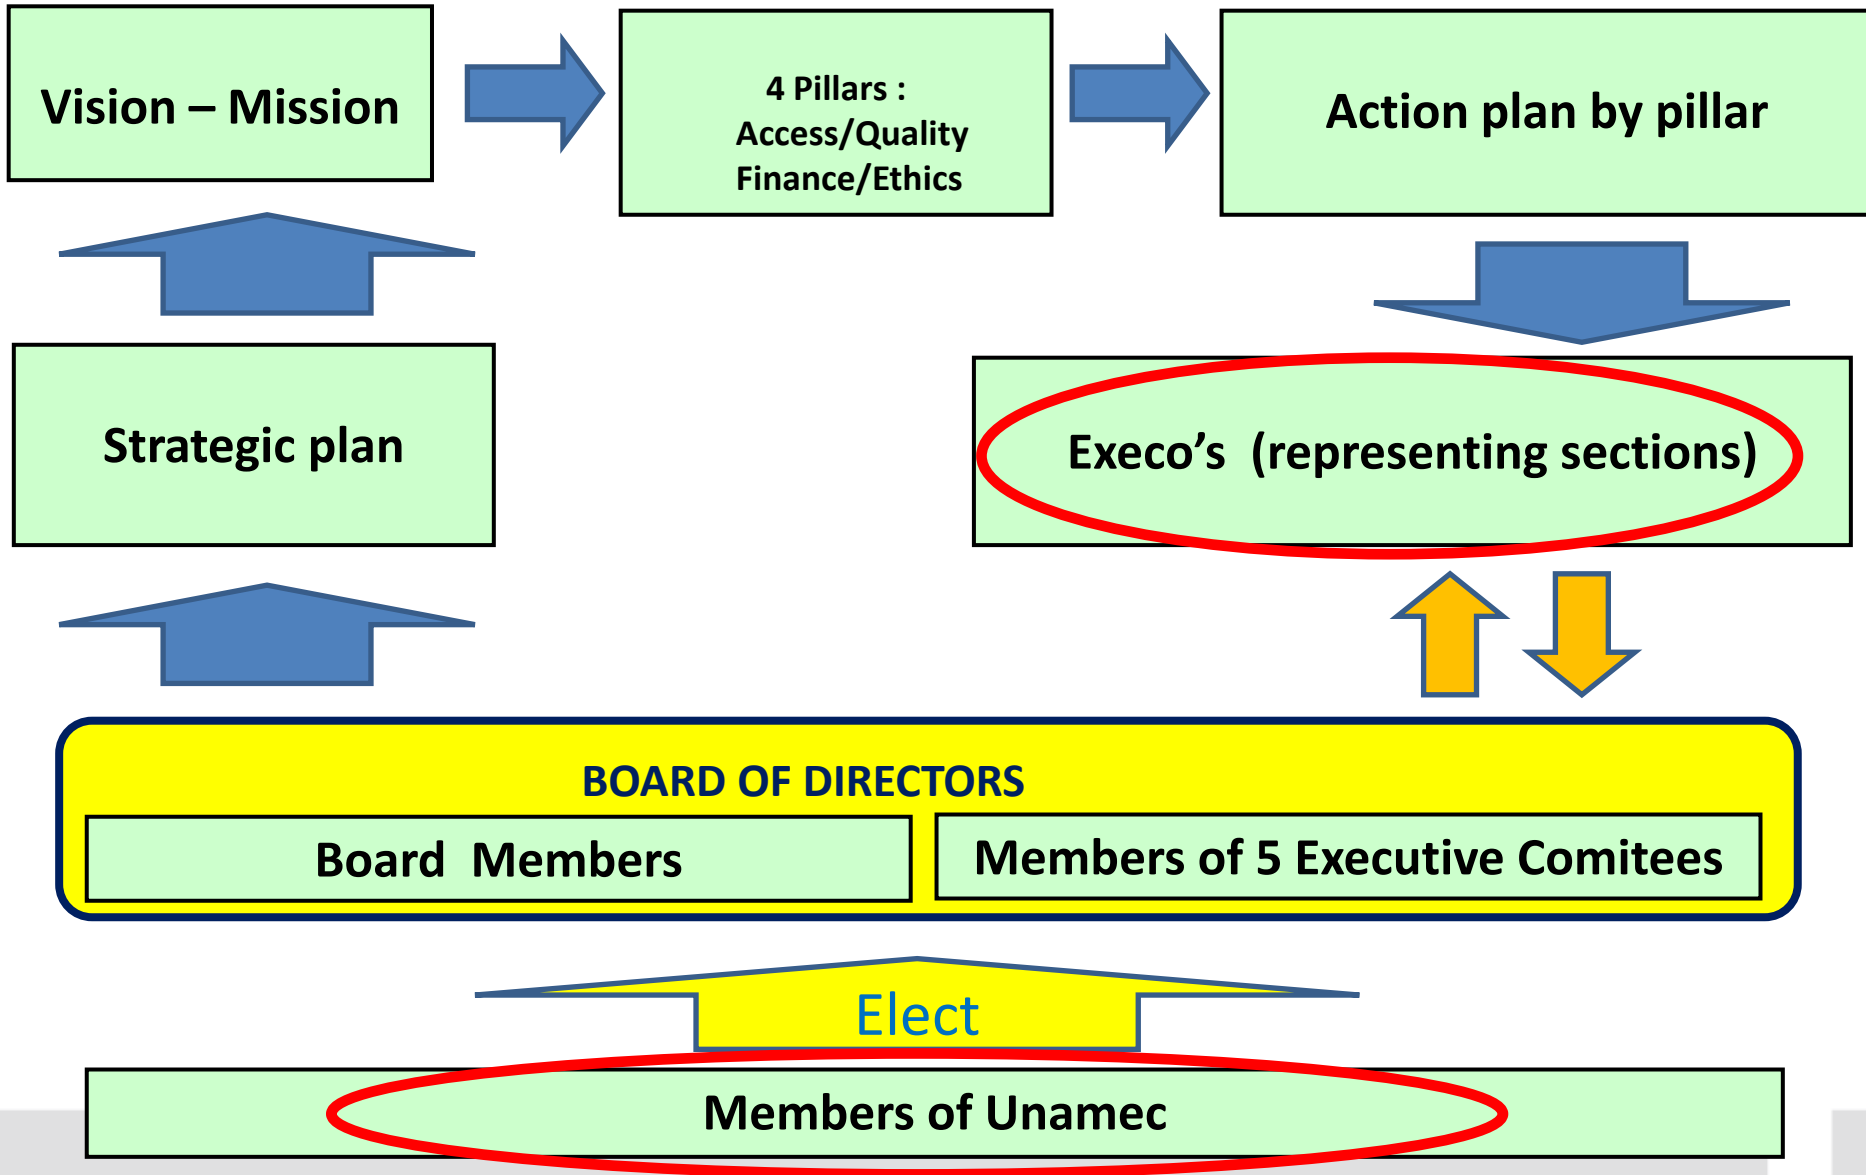 Vision – Mission
4 Pillars :
Access/Quality
Finance/Ethics
Action plan by pillar
Strategic plan
Execo’s  (representing sections)
BOARD OF DIRECTORS
Board  Members
Members of 5 Executive Comitees
Elect
Members of Unamec